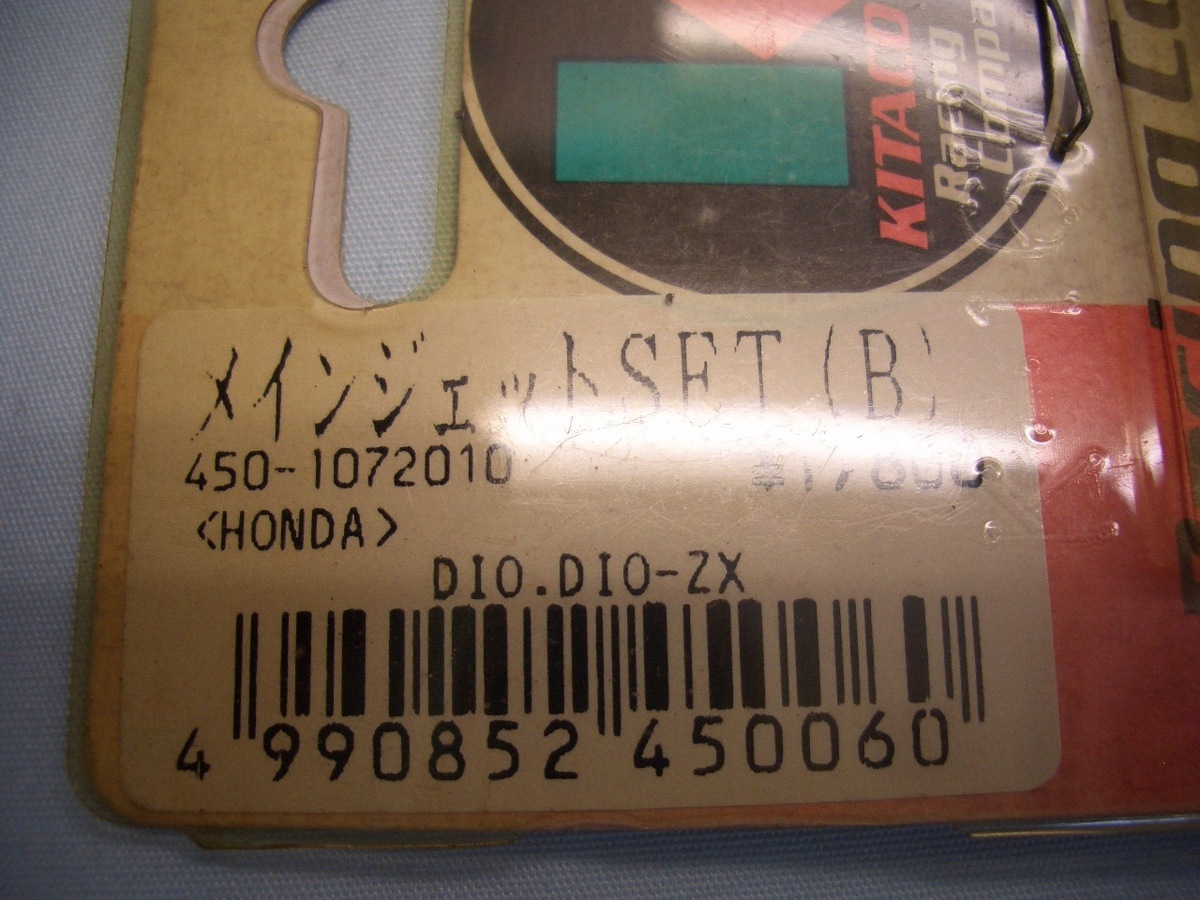 KITACO
Racing
Compa
メインジェットSET(B)
450-1072010
<HONDA>
DIO.DIO-ZX
4 990852 450060